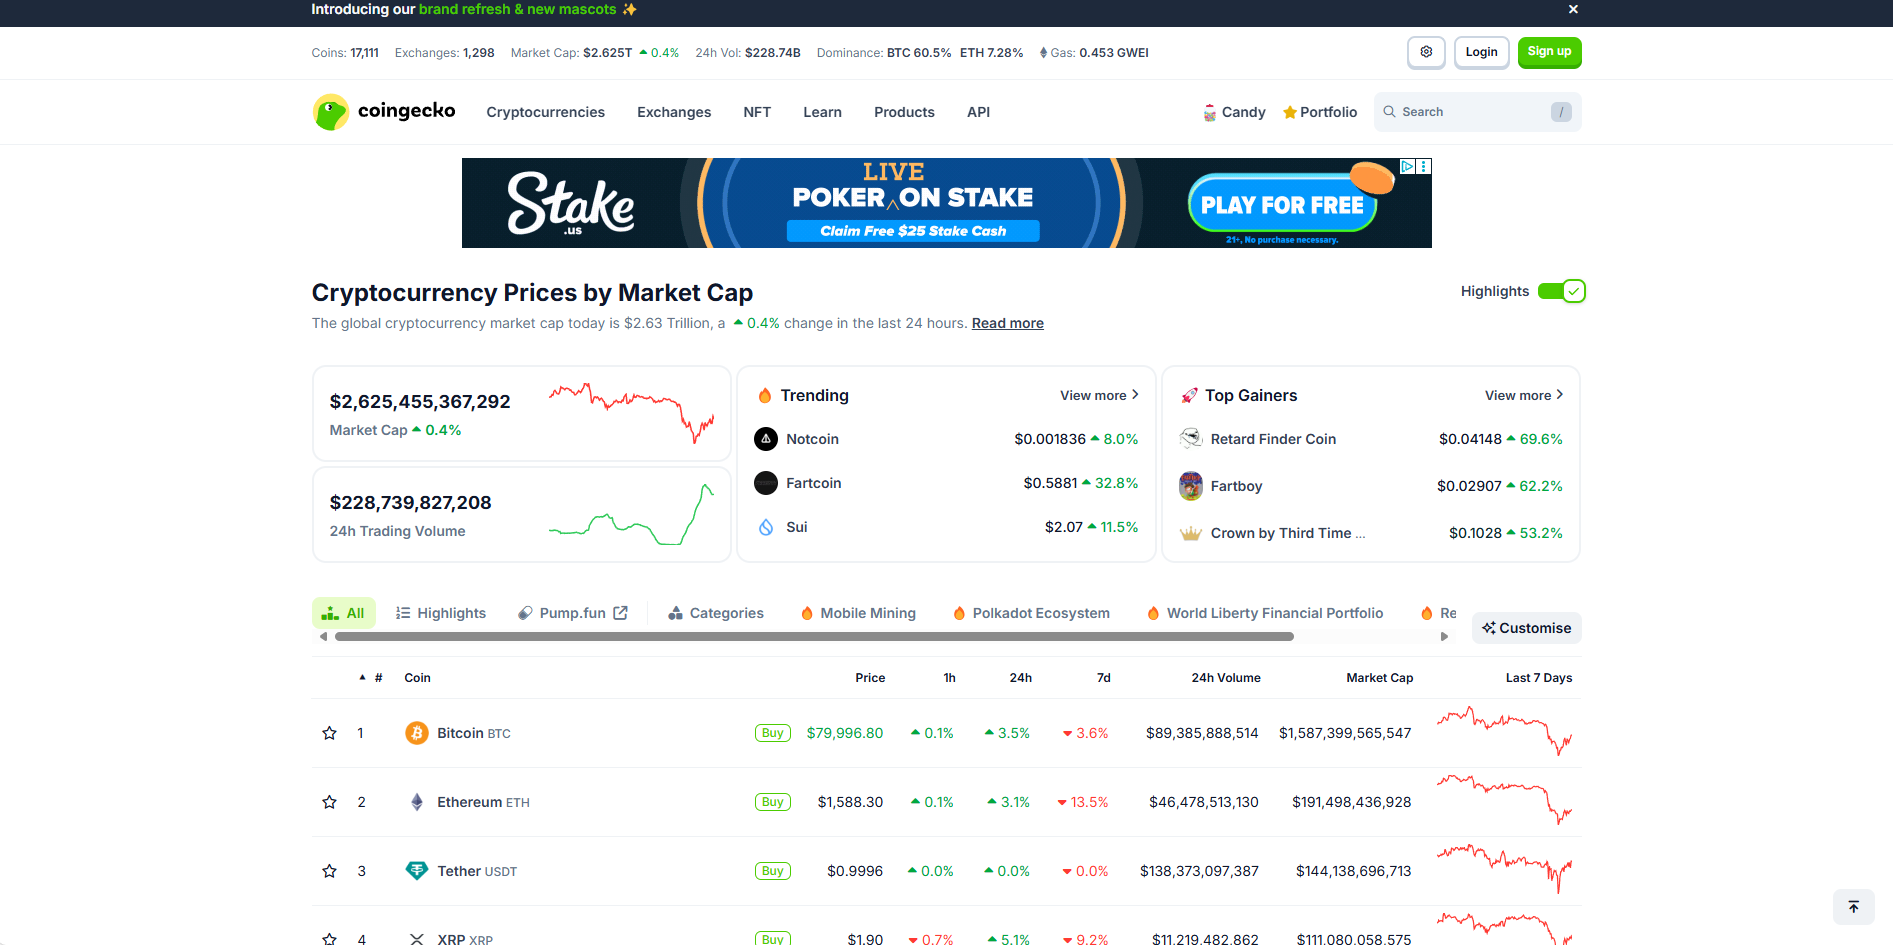 Introducing our brand refresh & new mascots ✨
Coins: 17,111 Exchanges: 1,298 Market Cap: $2.625T 0.4% 24h Vol: $228.74B Dominance: BTC 60.5% ETH 7.28% Gas: 0.453 GWEI Login Sign up
coingecko Cryptocurrencies Exchanges NFT Learn Products API Candy Portfolio Search /
Stake
.us
LIVE
POKER ON STAKE
Claim Free $25 Stake Cash
PLAY FOR FREE
21+, No purchase necessary.
Cryptocurrency Prices by Market Cap Highlights
The global cryptocurrency market cap today is $2.63 Trillion, a 0.4% change in the last 24 hours. Read more
$2,625,455,367,292
Market Cap 0.4%
$228,739,827,208
24h Trading Volume
Trending View more
Notcoin $0.001836 8.0%
Fartcoin $0.5881 32.8%
Sui $2.07 11.5%
Top Gainers View more
Retard Finder Coin $0.04148 69.6%
Fartboy $0.02907 62.2%
Crown by Third Time ... $0.1028 53.2%
All Highlights Pump.fun Categories Mobile Mining Polkadot Ecosystem World Liberty Financial Portfolio Re Customise
# Coin Price 1h 24h 7d 24h Volume Market Cap Last 7 Days
1 Bitcoin BTC Buy $79,996.80 0.1% 3.5% 3.6% $89,385,888,514 $1,587,399,565,547
2 Ethereum ETH Buy $1,588.30 0.1% 3.1% 13.5% $46,478,513,130 $191,498,436,928
3 Tether USDT Buy $0.9996 0.0% 0.0% 0.0% $138,373,097,387 $144,138,696,713
4 XRP XRP Buy $1.90 0.7% 5.1% 9.2% $11,219,482,862 $111,080,058,575